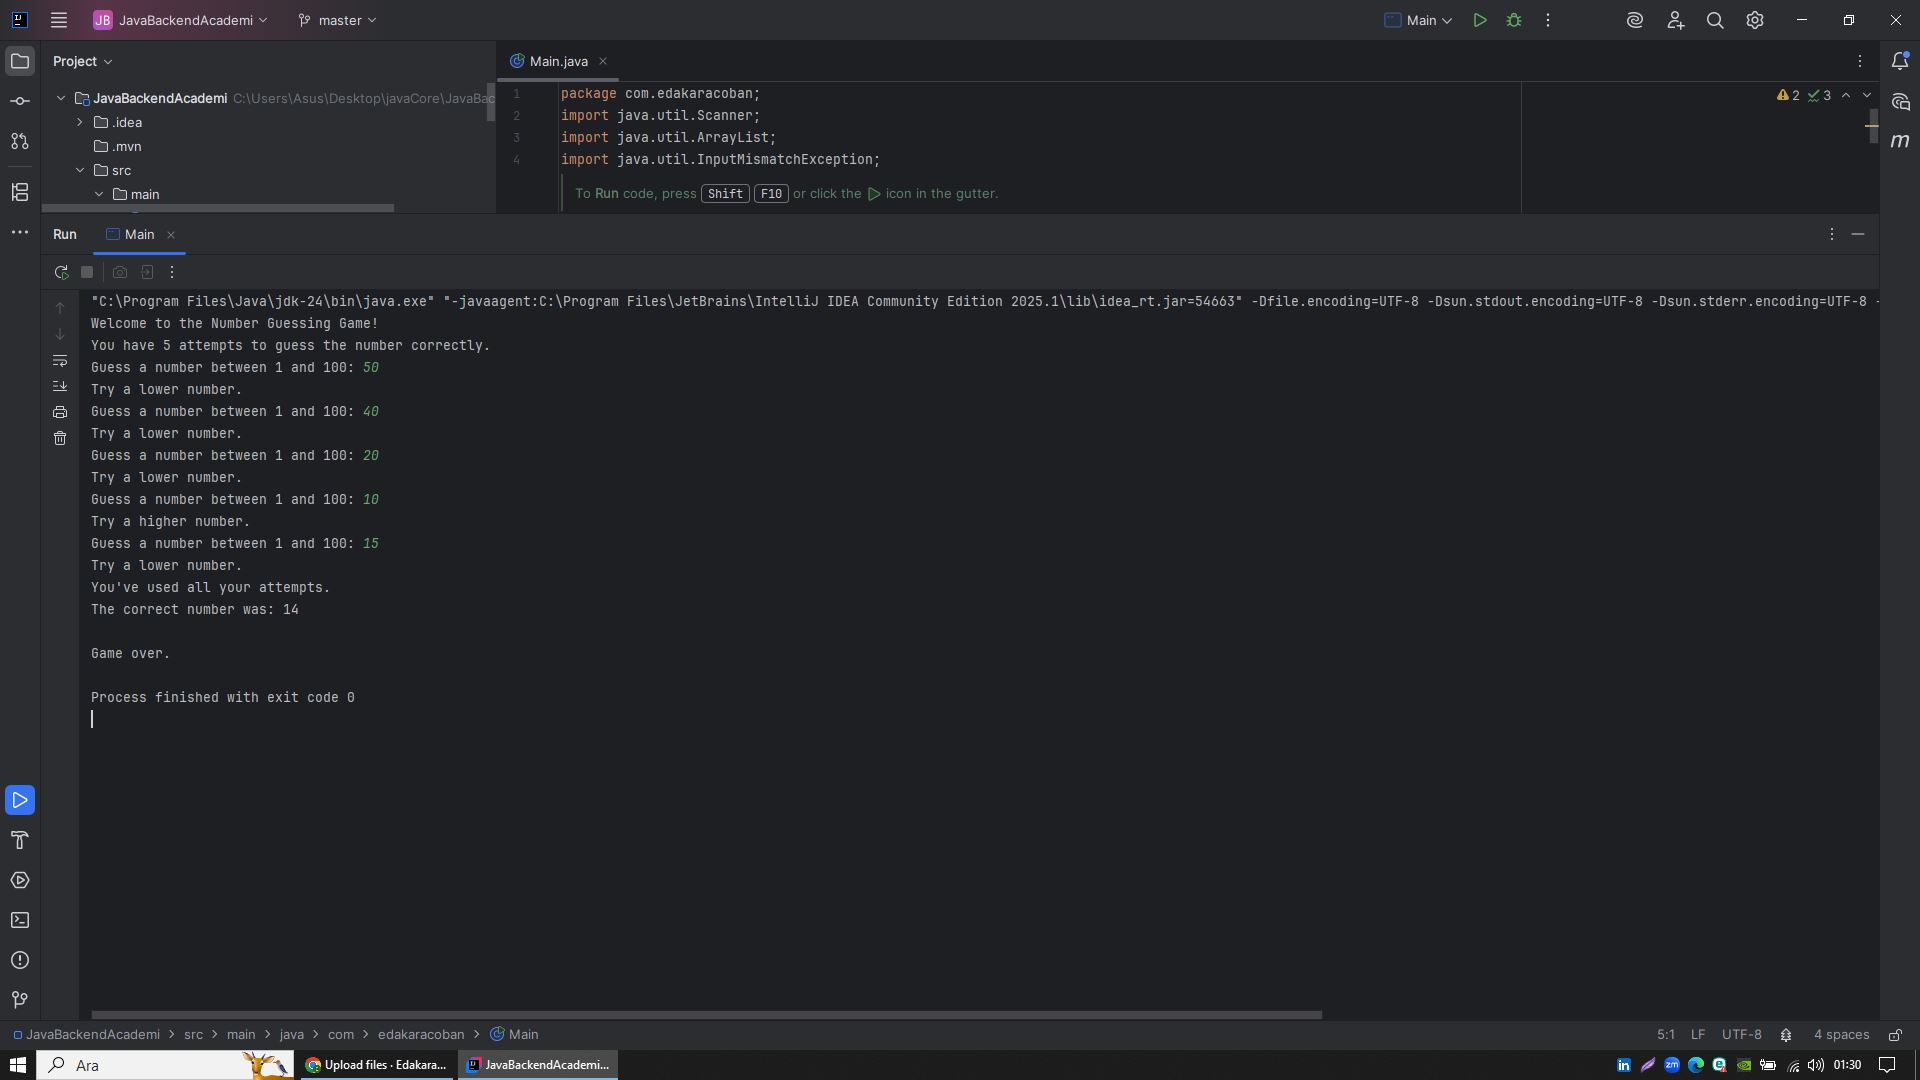 JB JavaBackendAcademi master Main
Project
JavaBackendAcademi C:\Users\Asus\Desktop\javaCore\JavaBac
.idea
.mvn
src
main
Main.java
1 package com.edakaracoban;
2 import java.util.Scanner;
3 import java.util.ArrayList;
4 import java.util.InputMismatchException;
To Run code, press Shift F10 or click the icon in the gutter.
2 3
m
Run Main
"C:\Program Files\Java\jdk-24\bin\java.exe" "-javaagent:C:\Program Files\JetBrains\IntelliJ IDEA Community Edition 2025.1\lib\idea_rt.jar=54663" -Dfile.encoding=UTF-8 -Dsun.stdout.encoding=UTF-8 -Dsun.stderr.encoding=UTF-8 -
Welcome to the Number Guessing Game!
You have 5 attempts to guess the number correctly.
Guess a number between 1 and 100: 50
Try a lower number.
Guess a number between 1 and 100: 40
Try a lower number.
Guess a number between 1 and 100: 20
Try a lower number.
Guess a number between 1 and 100: 10
Try a higher number.
Guess a number between 1 and 100: 15
Try a lower number.
You've used all your attempts.
The correct number was: 14
Game over.
Process finished with exit code 0
JavaBackendAcademi > src > main > java > com > edakaracoban > Main
5:1 LF UTF-8 4 spaces
Ara
Upload files · Edakara...
JavaBackendAcademi...
in zm 01:30